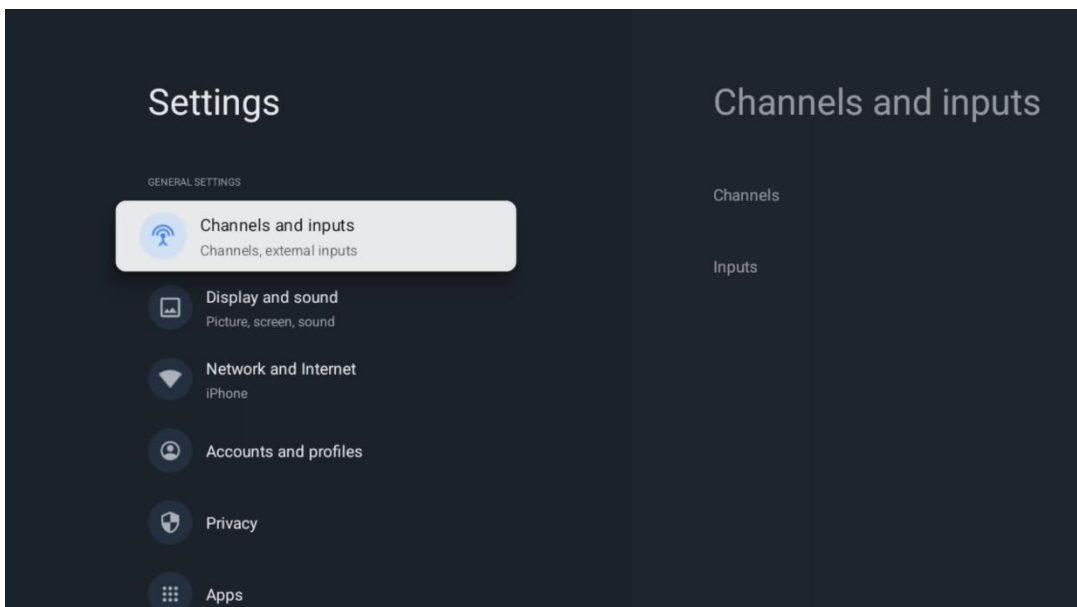 Settings
GENERAL SETTINGS
Channels and inputs
Channels, external inputs
Display and sound
Picture, screen, sound
Network and Internet
iPhone
Accounts and profiles
Privacy
Apps
Channels and inputs
Channels
Inputs